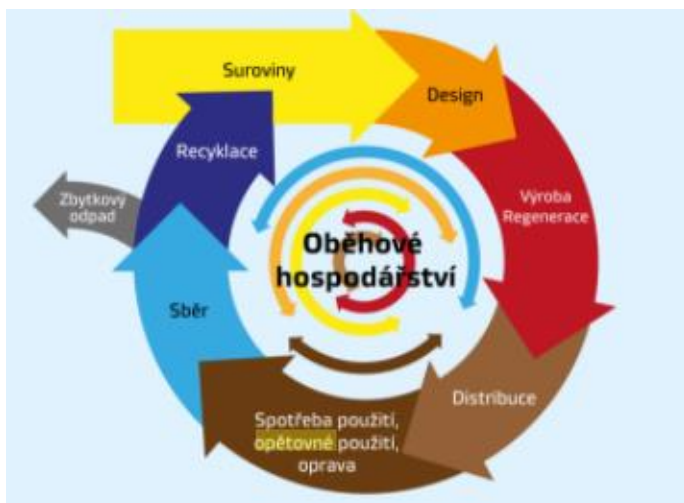 Suroviny
Design
Výroba
Regenerace
Distribuce
Spotřeba použití,
opětovné použití,
oprava
Sběr
Zbytkový
odpad
Recyklace
Oběhové
hospodářství